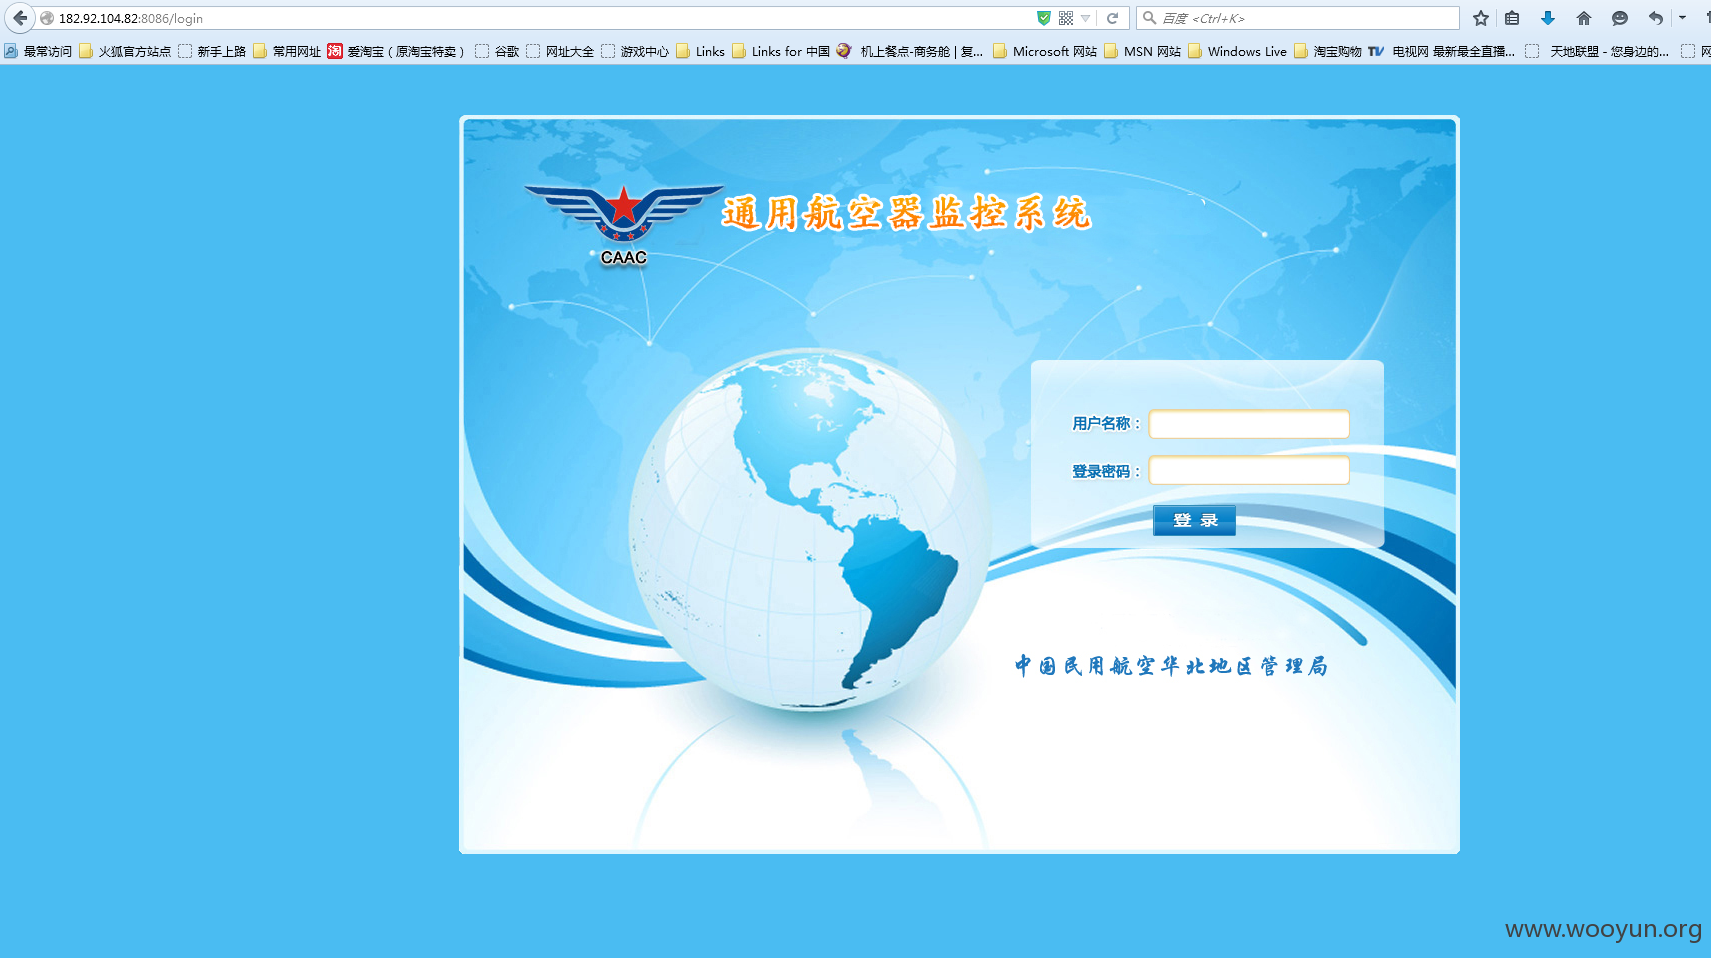 182.92.104.82:8086/login
百度 <Ctrl+K>
最常访问 火狐官方站点 新手上路 常用网址 淘 爱淘宝（原淘宝特卖） 谷歌 网址大全 游戏中心 Links Links for 中国 机上餐点-商务舱 | 复... Microsoft 网站 MSN 网站 Windows Live 淘宝购物 TV 电视网 最新最全直播... 天地联盟 - 您身边的... 网
通用航空器监控系统
CAAC
用户名称：
登录密码：
登 录
中国民用航空华北地区管理局
www.wooyun.org